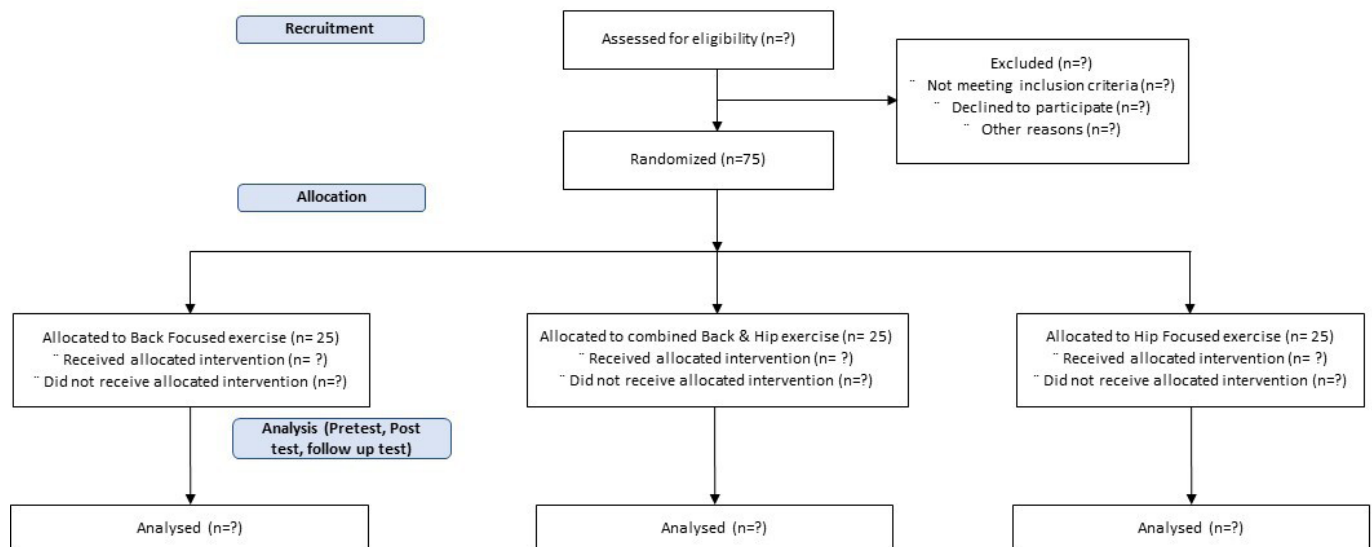 Recruitment
Assessed for eligibility (n=?)
Excluded (n=?)
¨ Not meeting inclusion criteria (n=?)
¨ Declined to participate (n=?)
¨ Other reasons (n=?)
Randomized (n=75)
Allocation
Allocated to Back Focused exercise (n= 25)
¨ Received allocated intervention (n= ?)
¨ Did not receive allocated intervention (n=?)
Allocated to combined Back & Hip exercise (n= 25)
¨ Received allocated intervention (n= ?)
¨ Did not receive allocated intervention (n=?)
Allocated to Hip Focused exercise (n= 25)
¨ Received allocated intervention (n= ?)
¨ Did not receive allocated intervention (n=?)
Analysis (Pretest, Post
test, follow up test)
Analysed (n=?)
Analysed (n=?)
Analysed (n=?)